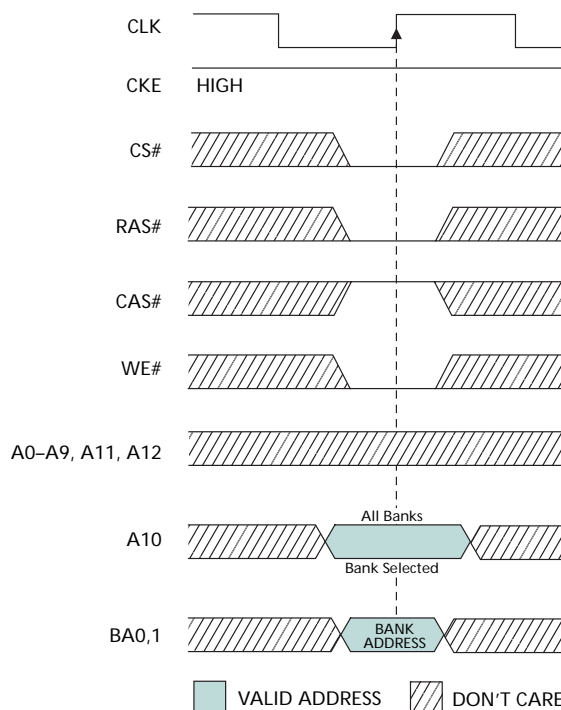 CLK
CKE HIGH
CS#
RAS#
CAS#
WE#
A0–A9, A11, A12
All Banks
A10
Bank Selected
BA0,1
BANK
ADDRESS
VALID ADDRESS
DON'T CARE